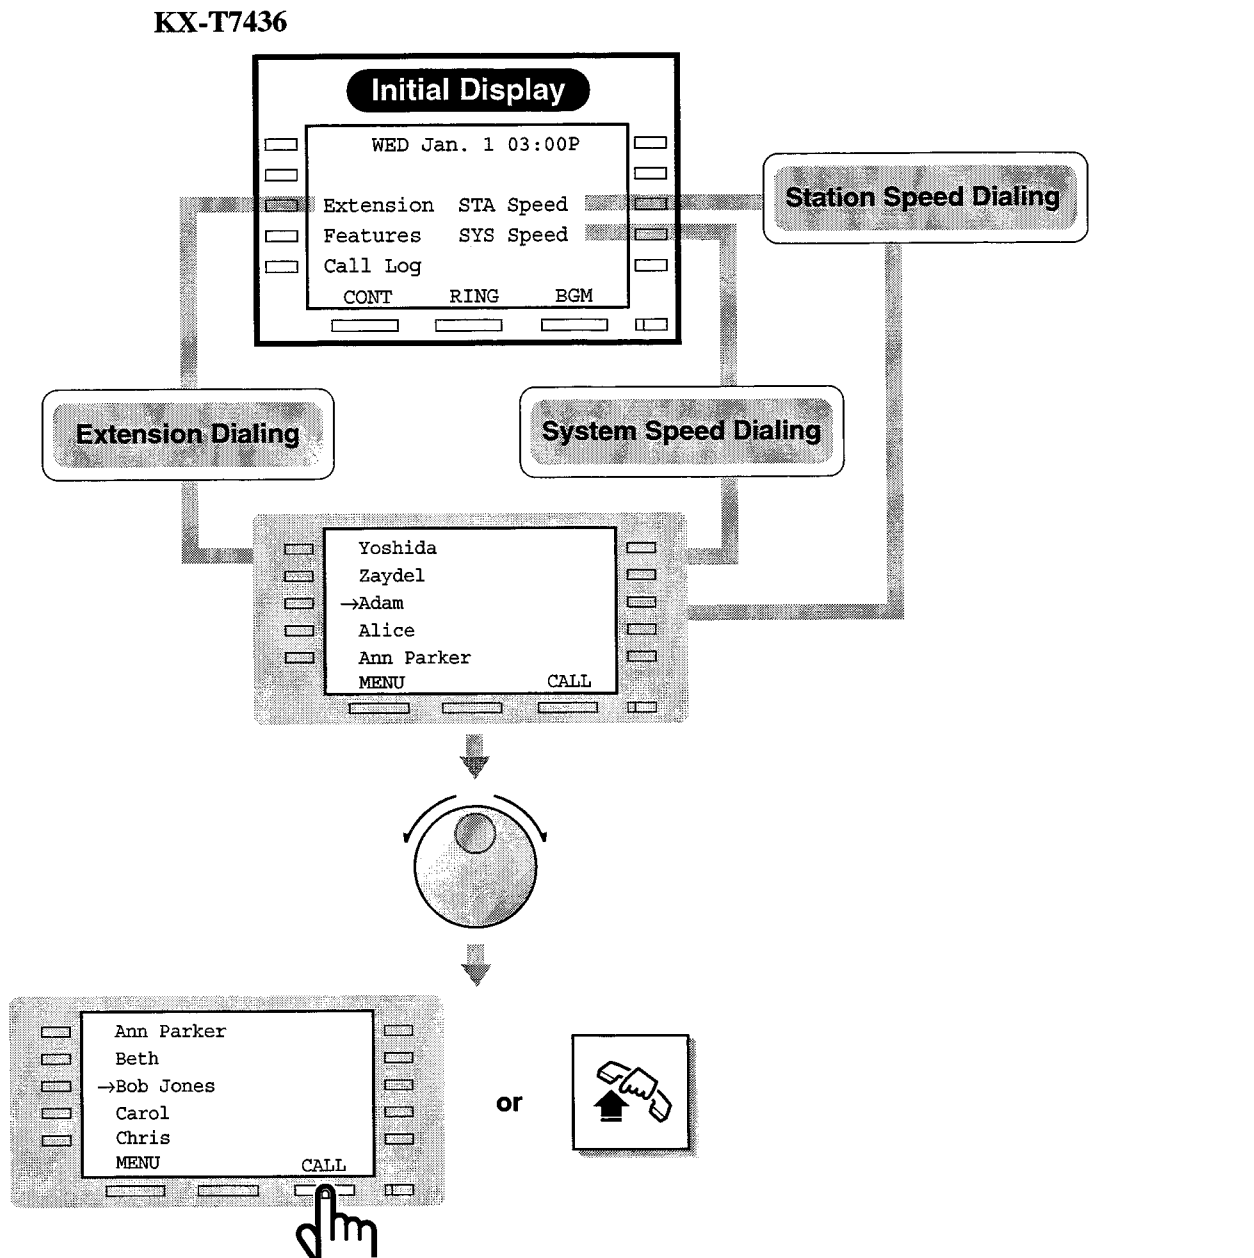 KX-T7436
Initial Display
WED Jan. 1 03:00P
Extension STA Speed
Features SYS Speed
Call Log
CONT RING BGM
Station Speed Dialing
Extension Dialing
System Speed Dialing
Yoshida
Zaydel
→Adam
Alice
Ann Parker
MENU CALL
Ann Parker
Beth
→Bob Jones
Carol
Chris
MENU CALL
or